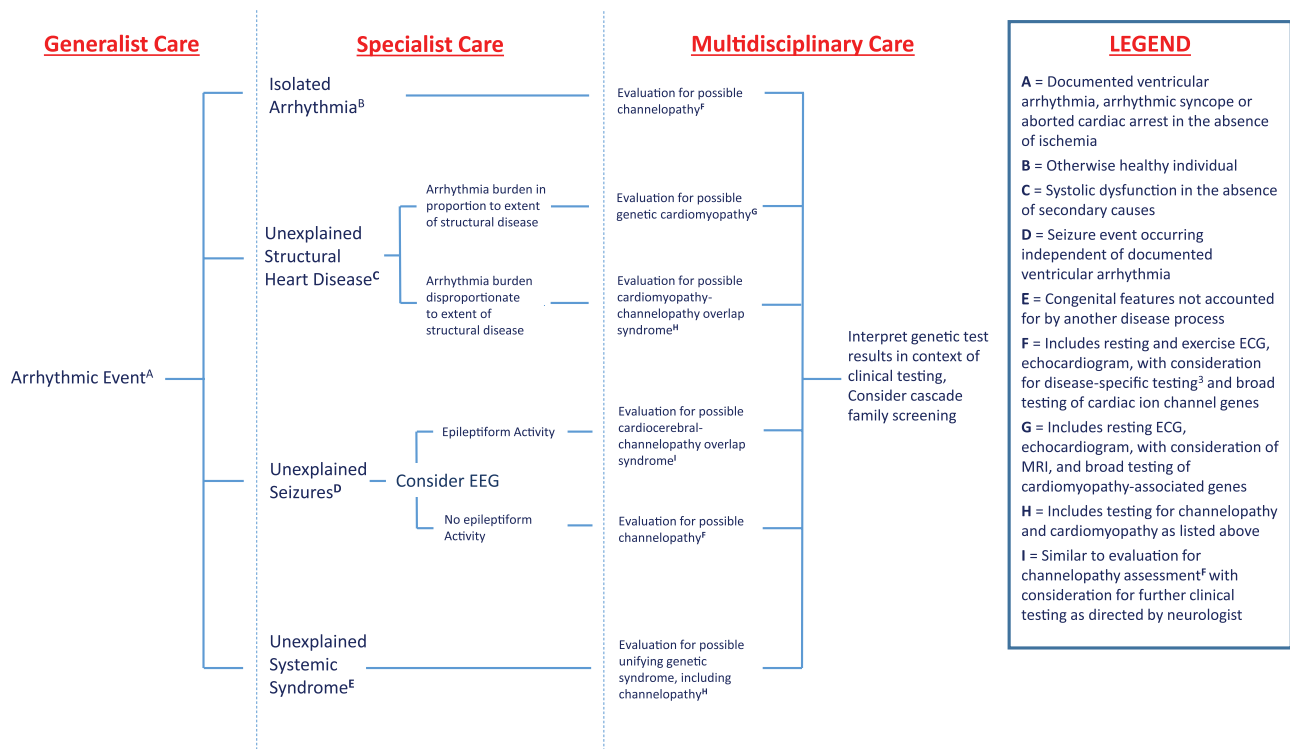 Generalist Care
Specialist Care
Multidisciplinary Care
Arrhythmic Eventᴬ
Isolated
Arrhythmiaᴮ
Evaluation for possible
channelopathyF
Unexplained
Structural
Heart DiseaseC
Arrhythmia burden in
proportion to extent
of structural disease
Evaluation for possible
genetic cardiomyopathyG
Arrhythmia burden
disproportionate
to extent of
structural disease
Evaluation for possible
cardiomyopathy-
channelopathy overlap
syndromeH
Unexplained
SeizuresD
Consider EEG
Epileptiform Activity
Evaluation for possible
cardiocerebral-
channelopathy overlap
syndromeI
No epileptiform
Activity
Evaluation for possible
channelopathyF
Unexplained
Systemic
SyndromeE
Evaluation for possible
unifying genetic
syndrome, including
channelopathyH
Interpret genetic test
results in context of
clinical testing,
Consider cascade
family screening
LEGEND
A = Documented ventricular
arrhythmia, arrhythmic syncope or
aborted cardiac arrest in the absence
of ischemia
B = Otherwise healthy individual
C = Systolic dysfunction in the absence
of secondary causes
D = Seizure event occurring
independent of documented
ventricular arrhythmia
E = Congenital features not accounted
for by another disease process
F = Includes resting and exercise ECG,
echocardiogram, with consideration
for disease-specific testing³ and broad
testing of cardiac ion channel genes
G = Includes resting ECG,
echocardiogram, with consideration of
MRI, and broad testing of
cardiomyopathy-associated genes
H = Includes testing for channelopathy
and cardiomyopathy as listed above
I = Similar to evaluation for
channelopathy assessmentF with
consideration for further clinical
testing as directed by neurologist